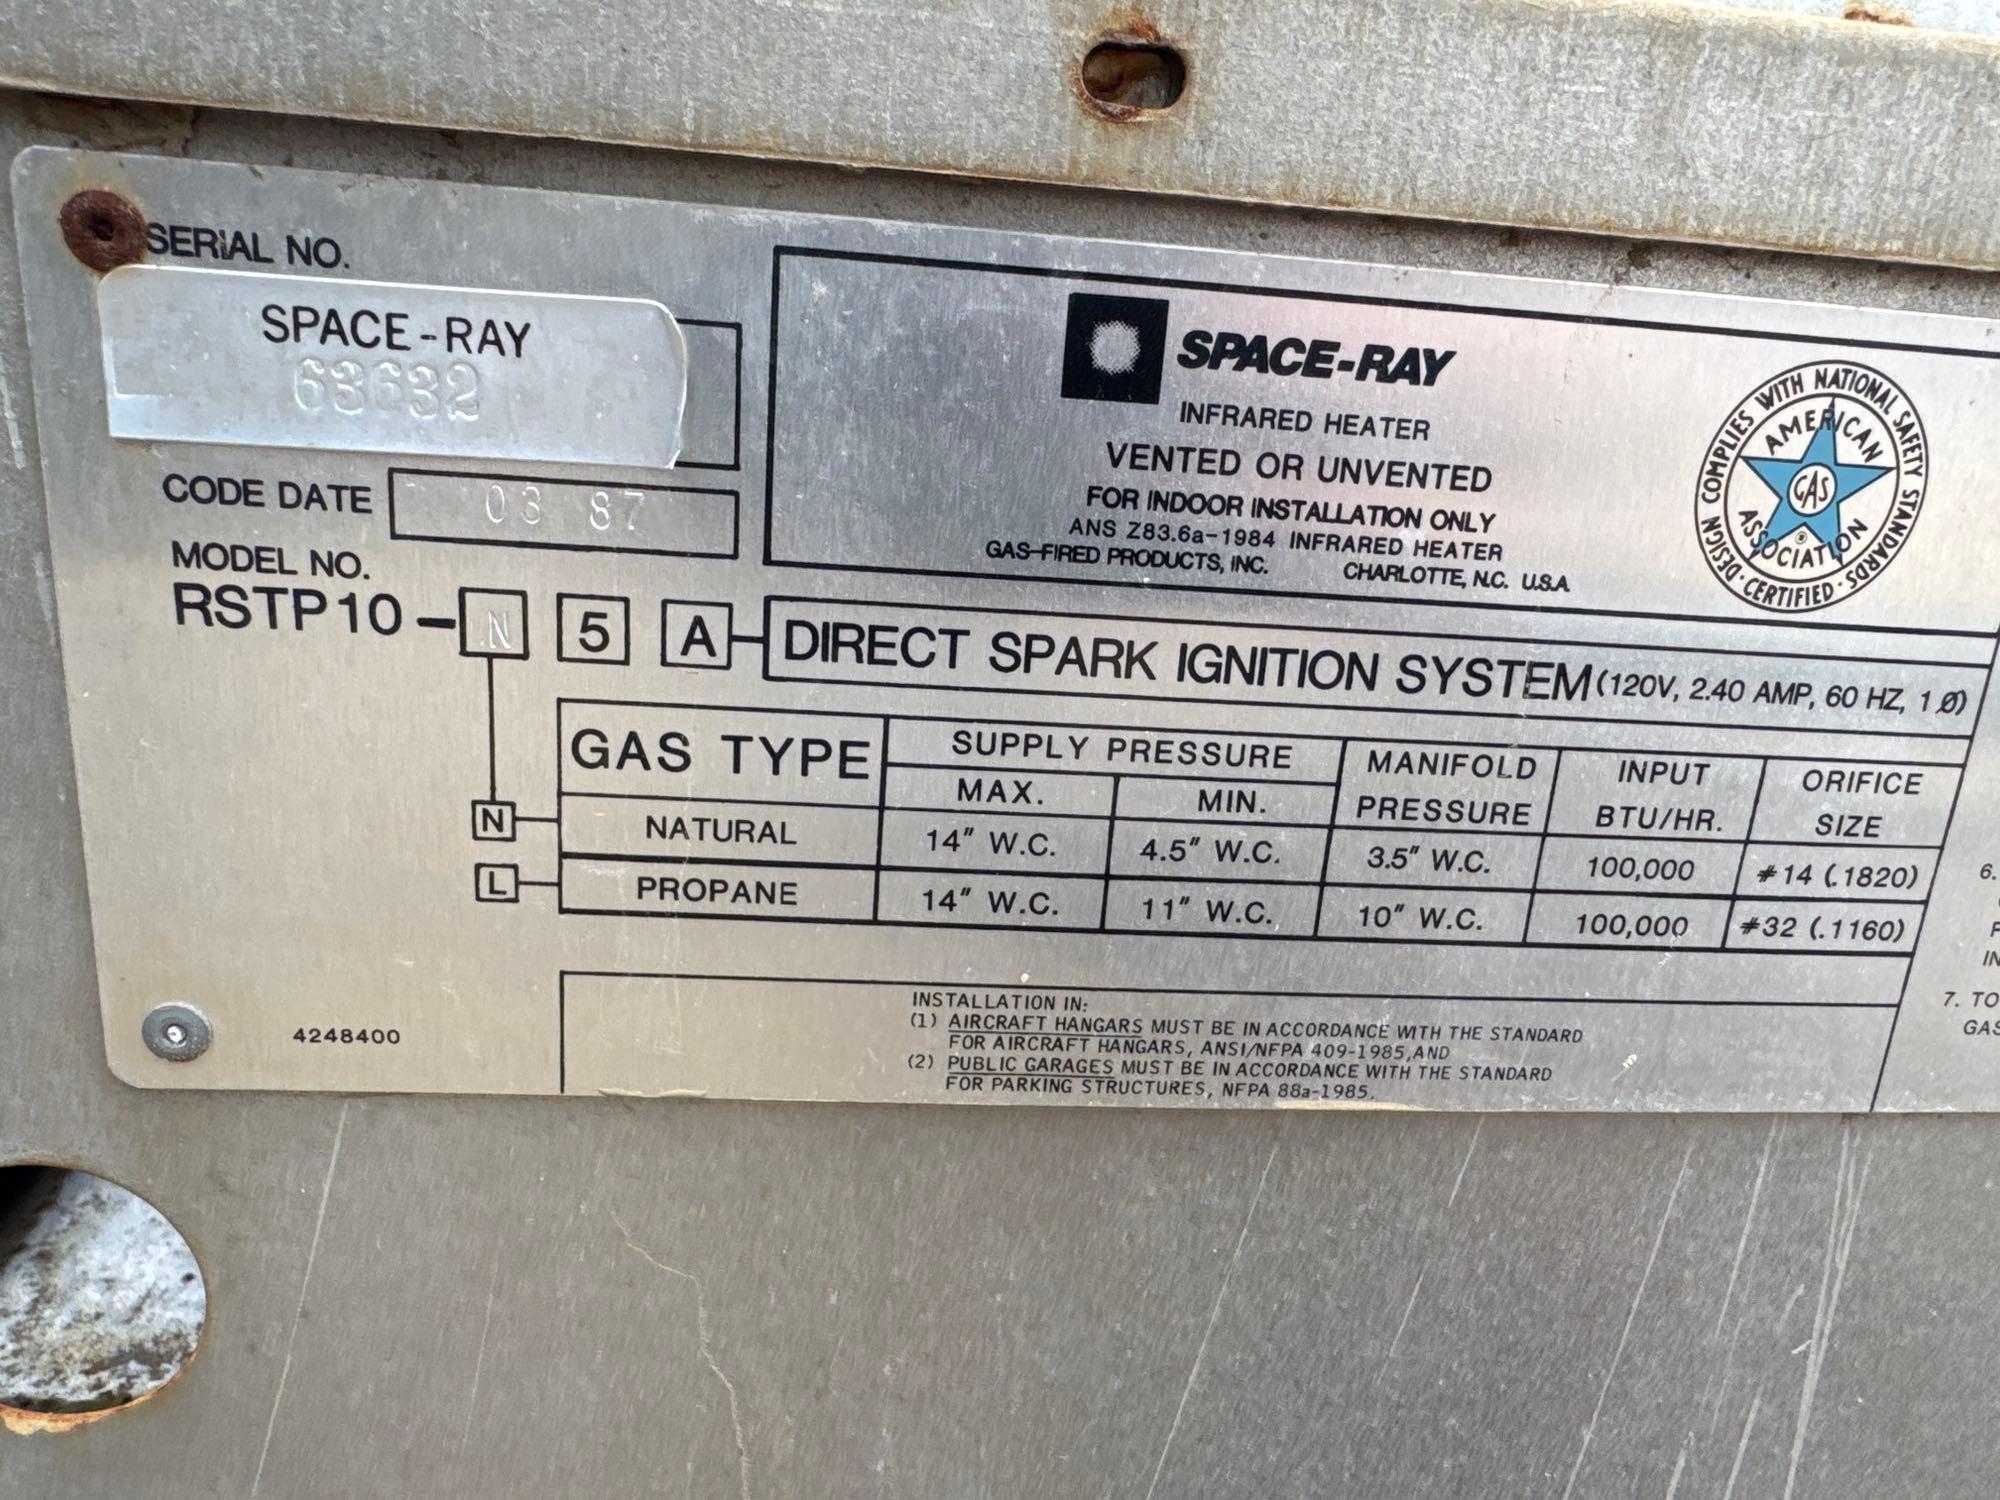 SERIAL NO.
SPACE-RAY
63632
CODE DATE 03 87
MODEL NO.
RSTP10-N 5 A DIRECT SPARK IGNITION SYSTEM (120V, 2.40 AMP, 60 HZ, 1 Ø)
SPACE-RAY
INFRARED HEATER
VENTED OR UNVENTED
FOR INDOOR INSTALLATION ONLY
ANS Z83.6a-1984 INFRARED HEATER
GAS-FIRED PRODUCTS, INC. CHARLOTTE, N.C. U.S.A
DESIGN CERTIFIED · COMPLIES WITH NATIONAL SAFETY STANDARDS ·
AMERICAN
GAS
ASSOCIATION
®
GAS TYPE SUPPLY PRESSURE MANIFOLD PRESSURE INPUT BTU/HR. ORIFICE SIZE
MAX. MIN.
N NATURAL 14" W.C. 4.5" W.C. 3.5" W.C. 100,000 #14 (.1820)
L PROPANE 14" W.C. 11" W.C. 10" W.C. 100,000 #32 (.1160)
INSTALLATION IN:
(1) AIRCRAFT HANGARS MUST BE IN ACCORDANCE WITH THE STANDARD
FOR AIRCRAFT HANGARS, ANSI/NFPA 409-1985, AND
(2) PUBLIC GARAGES MUST BE IN ACCORDANCE WITH THE STANDARD
FOR PARKING STRUCTURES, NFPA 88a-1985.
4248400
6.
IN
7. TO
GAS